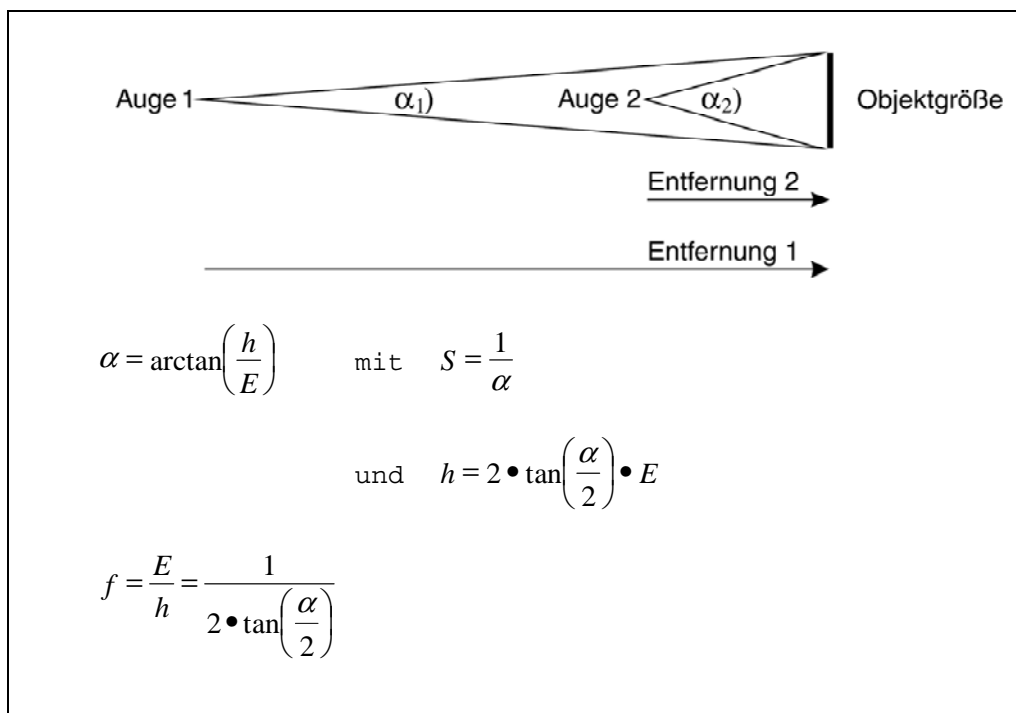 Auge 1 α₁) Auge 2 α₂) Objektgröße
Entfernung 2
Entfernung 1
α = arctan(h/E) mit S = 1/α
und h = 2 • tan(α/2) • E
f = E/h = 1/(2 • tan(α/2))